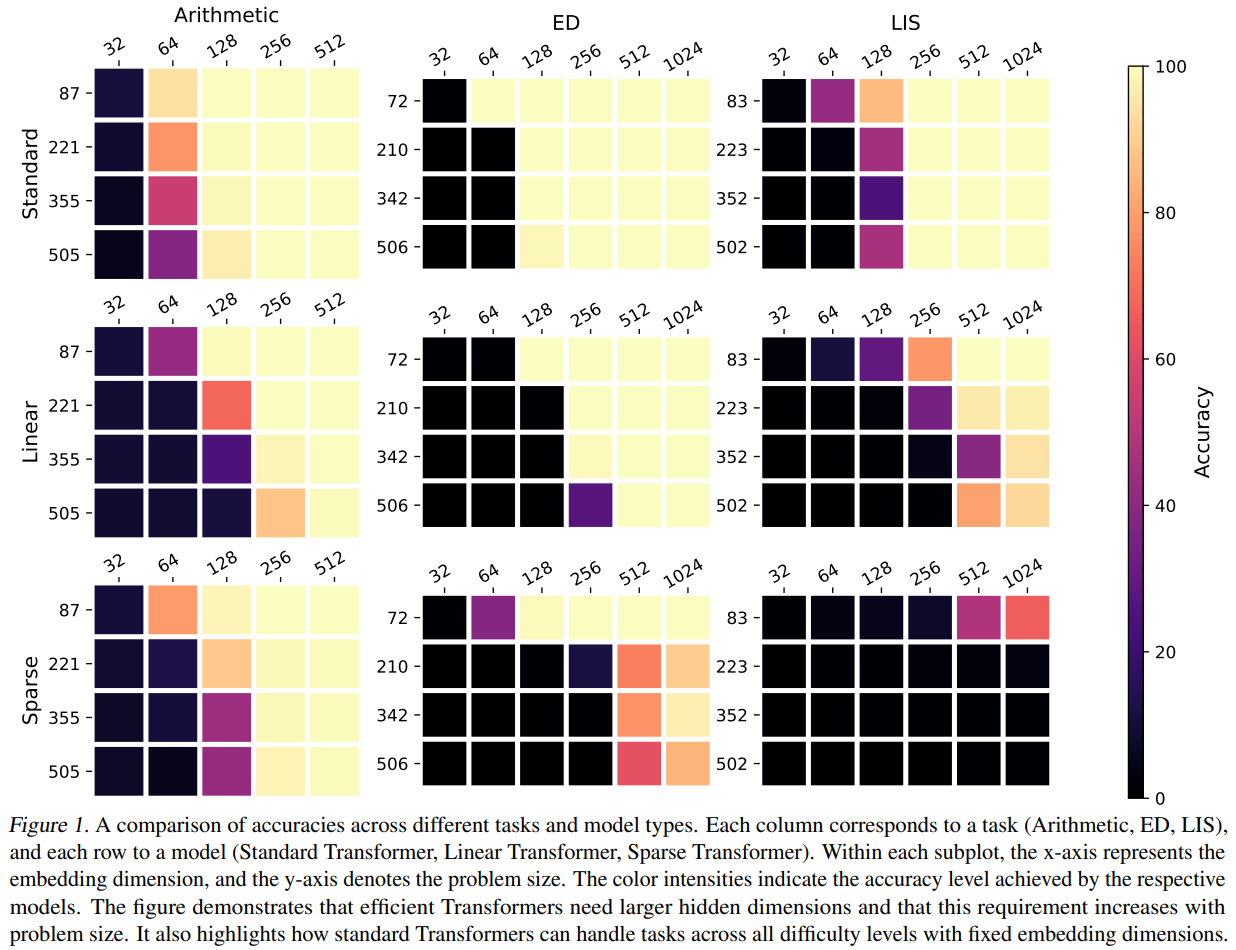 Arithmetic
ED
LIS
32 64 128 256 512
32 64 128 256 512 1024
32 64 128 256 512 1024
Standard
87
221
355
505
72
210
342
506
83
223
352
502
32 64 128 256 512
32 64 128 256 512 1024
32 64 128 256 512 1024
Linear
87
221
355
505
72
210
342
506
83
223
352
502
32 64 128 256 512
32 64 128 256 512 1024
32 64 128 256 512 1024
Sparse
87
221
355
505
72
210
342
506
83
223
352
502
100
80
60
40
20
0
Accuracy
Figure 1. A comparison of accuracies across different tasks and model types. Each column corresponds to a task (Arithmetic, ED, LIS),
and each row to a model (Standard Transformer, Linear Transformer, Sparse Transformer). Within each subplot, the x-axis represents the
embedding dimension, and the y-axis denotes the problem size. The color intensities indicate the accuracy level achieved by the respective
models. The figure demonstrates that efficient Transformers need larger hidden dimensions and that this requirement increases with
problem size. It also highlights how standard Transformers can handle tasks across all difficulty levels with fixed embedding dimensions.